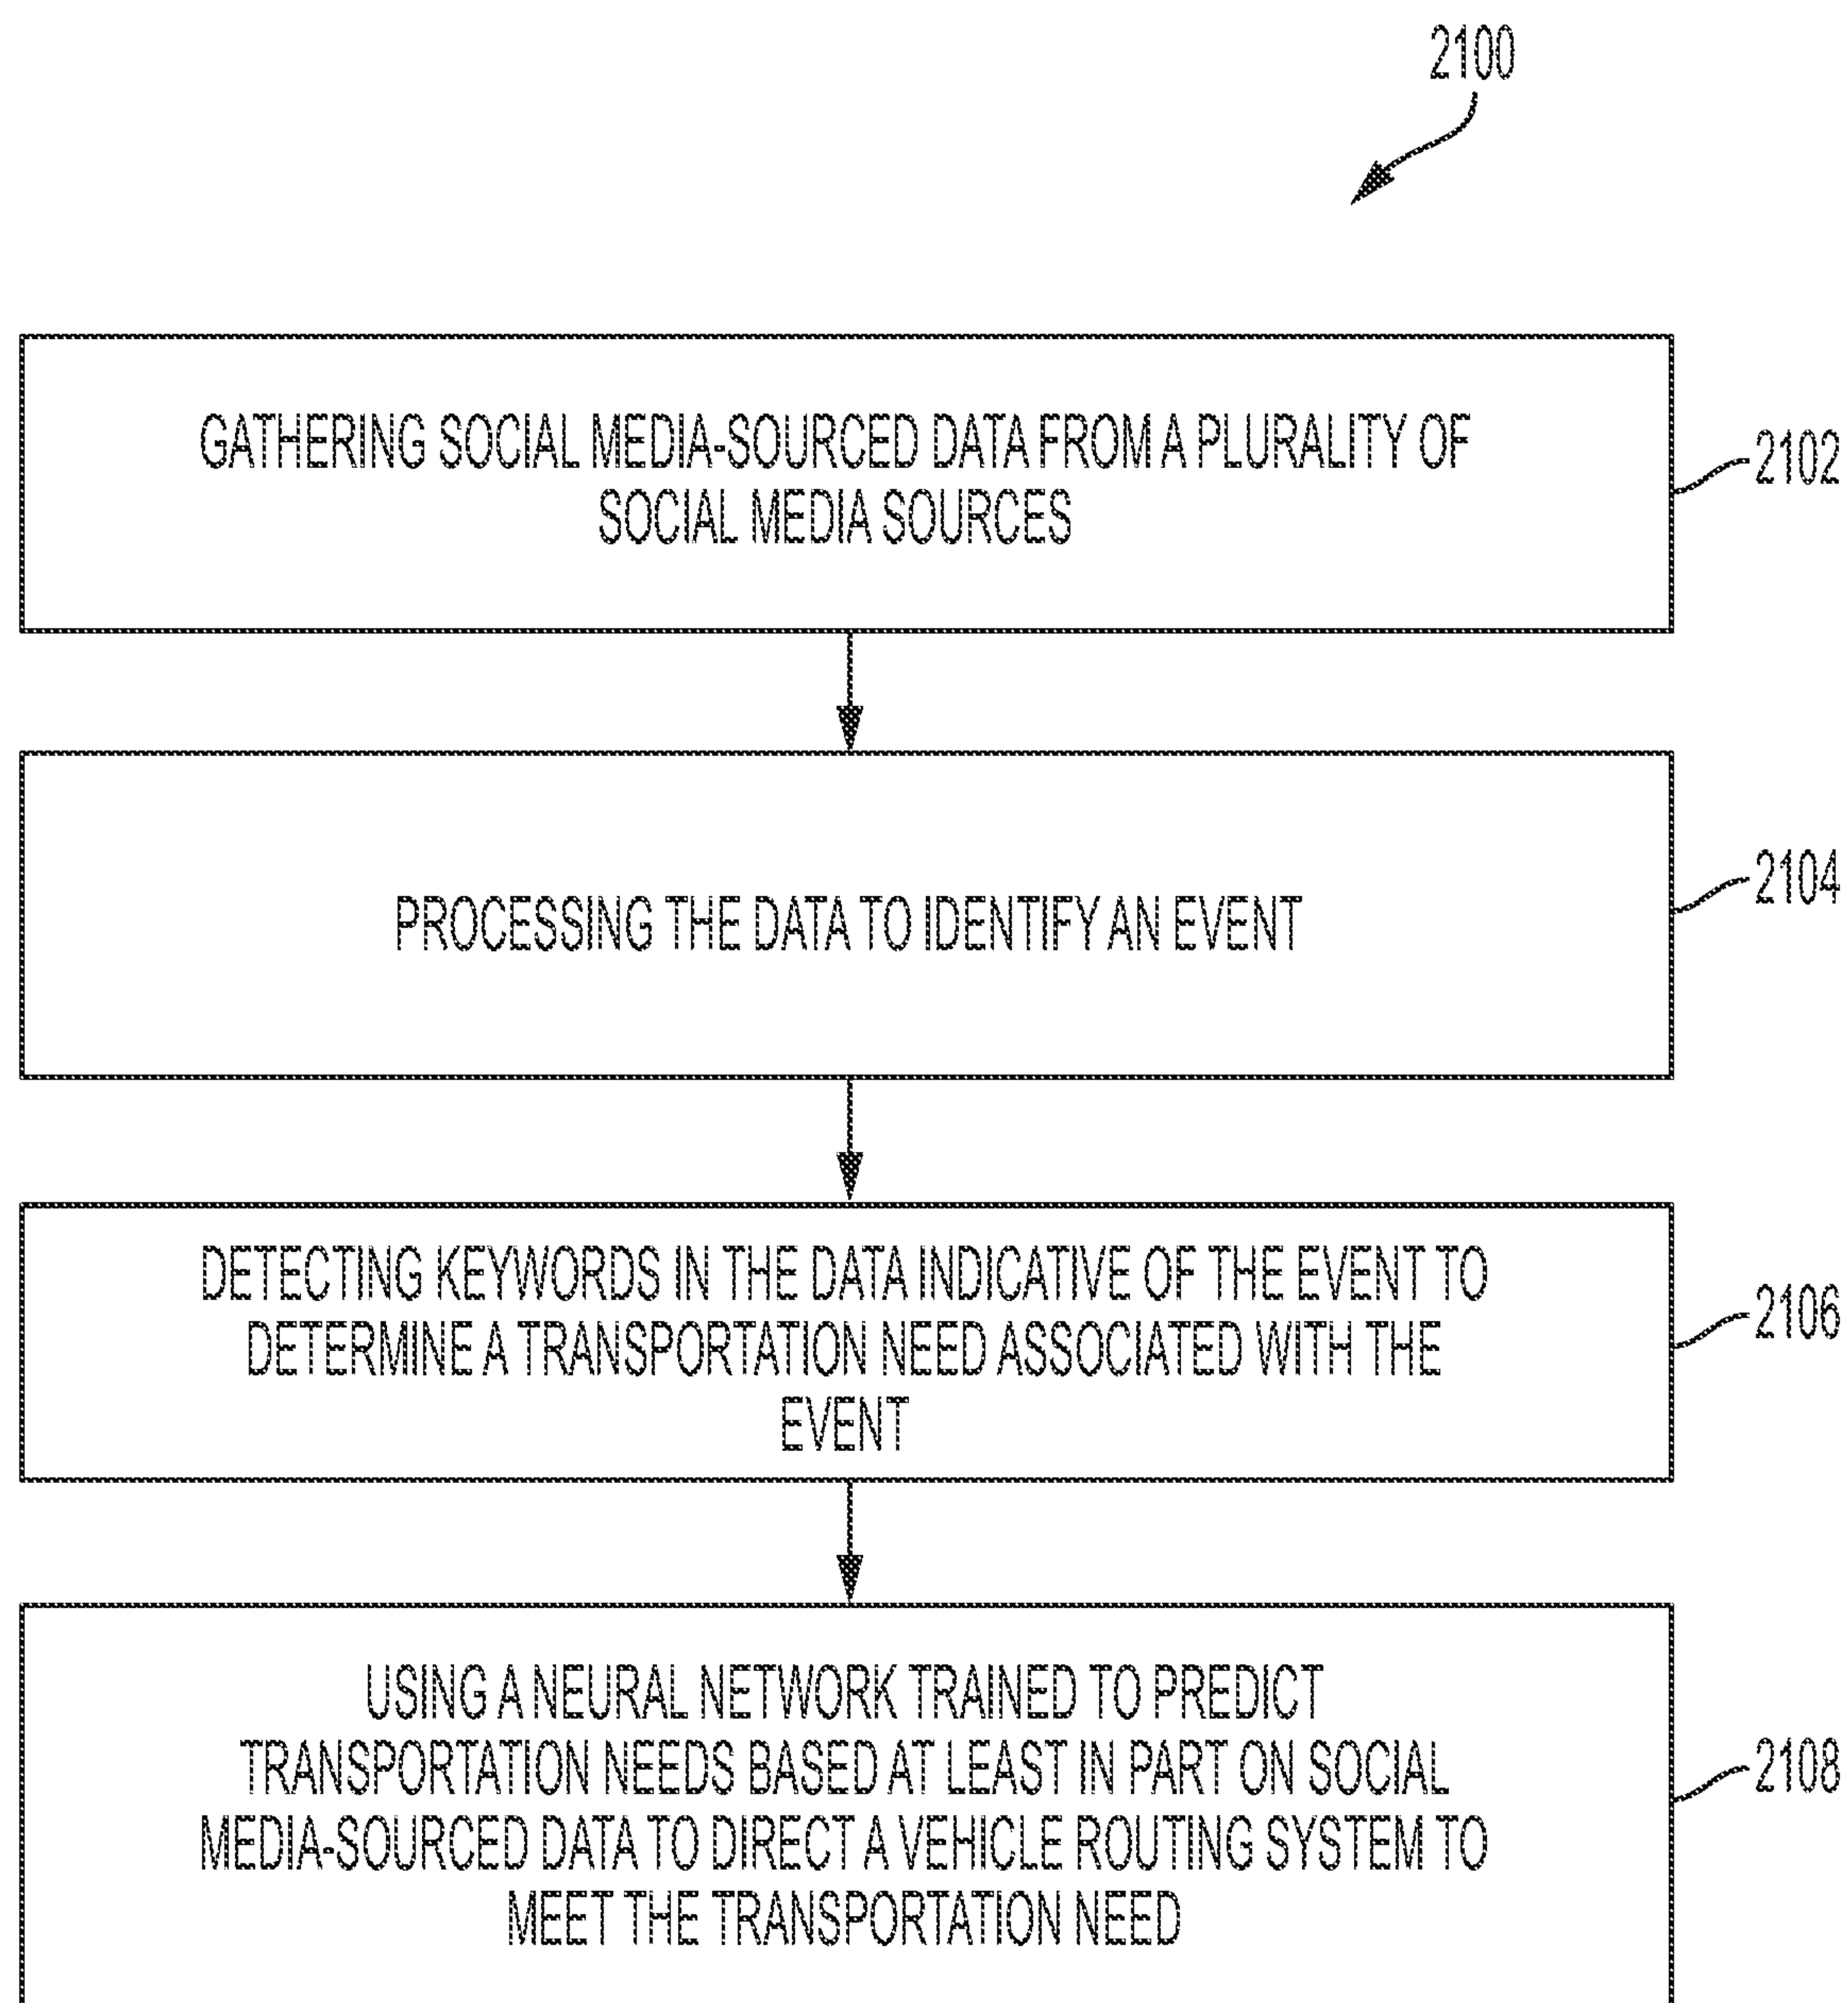 2100
GATHERING SOCIAL MEDIA-SOURCED DATA FROM A PLURALITY OF
SOCIAL MEDIA SOURCES
2102
PROCESSING THE DATA TO IDENTIFY AN EVENT
2104
DETECTING KEYWORDS IN THE DATA INDICATIVE OF THE EVENT TO
DETERMINE A TRANSPORTATION NEED ASSOCIATED WITH THE
EVENT
2106
USING A NEURAL NETWORK TRAINED TO PREDICT
TRANSPORTATION NEEDS BASED AT LEAST IN PART ON SOCIAL
MEDIA-SOURCED DATA TO DIRECT A VEHICLE ROUTING SYSTEM TO
MEET THE TRANSPORTATION NEED
2108